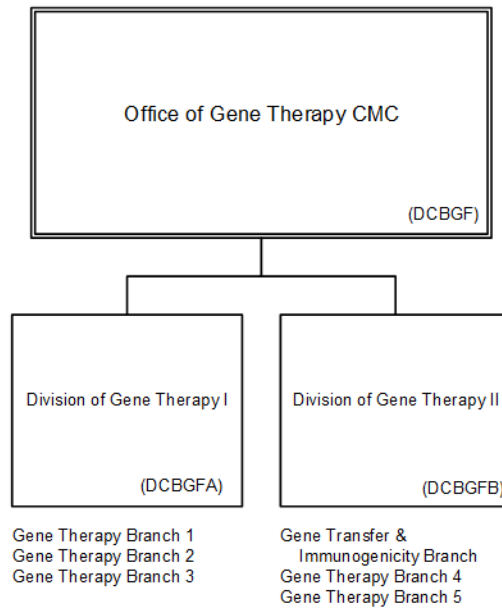 Office of Gene Therapy CMC
(DCBGF)
Division of Gene Therapy I
(DCBGFA)
Gene Therapy Branch 1
Gene Therapy Branch 2
Gene Therapy Branch 3
Division of Gene Therapy II
(DCBGFB)
Gene Transfer &
Immunogenicity Branch
Gene Therapy Branch 4
Gene Therapy Branch 5